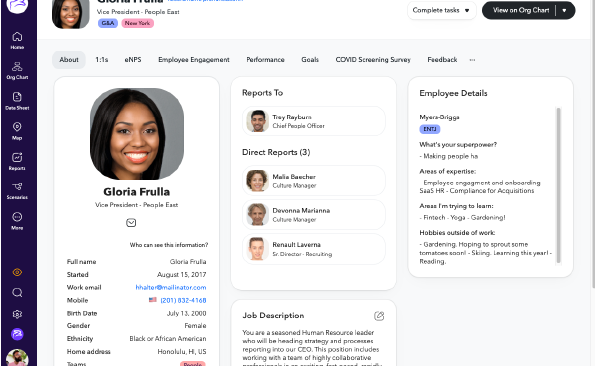 Gloria Frulla
Vice President · People East
G&A
New York
Complete tasks
View on Org Chart
Home
Org Chart
Data Sheet
Map
Reports
Scenarios
More
About
1:1s
eNPS
Employee Engagement
Performance
Goals
COVID Screening Survey
Feedback
Gloria Frulla
Vice President · People East
Who can see this information?
Full name Gloria Frulla
Started August 15, 2017
Work email hhalter@mailinator.com
Mobile (201) 832-4168
Birth Date July 13, 2000
Gender Female
Ethnicity Black or African American
Home address Honolulu, HI, US
Teams People
Reports To
Troy Rayburn
Chief People Officer
Direct Reports (3)
Malia Baecher
Culture Manager
Devonna Marianna
Culture Manager
Renault Laverna
Sr. Director · Recruiting
Job Description
You are a seasoned Human Resource leader
who will be heading strategy and processes
reporting into our CEO. This position includes
working with a team of highly collaborative
Employee Details
Myers-Briggs
ENTJ
What's your superpower?
- Making people ha
Areas of expertise:
Employee engagement and onboarding
SaaS HR - Compliance for Acquisitions
Areas I'm trying to learn:
- Fintech - Yoga - Gardening!
Hobbies outside of work:
- Gardening. Hoping to sprout some
tomatoes soon! - Skiing. Learning this year! -
Reading.